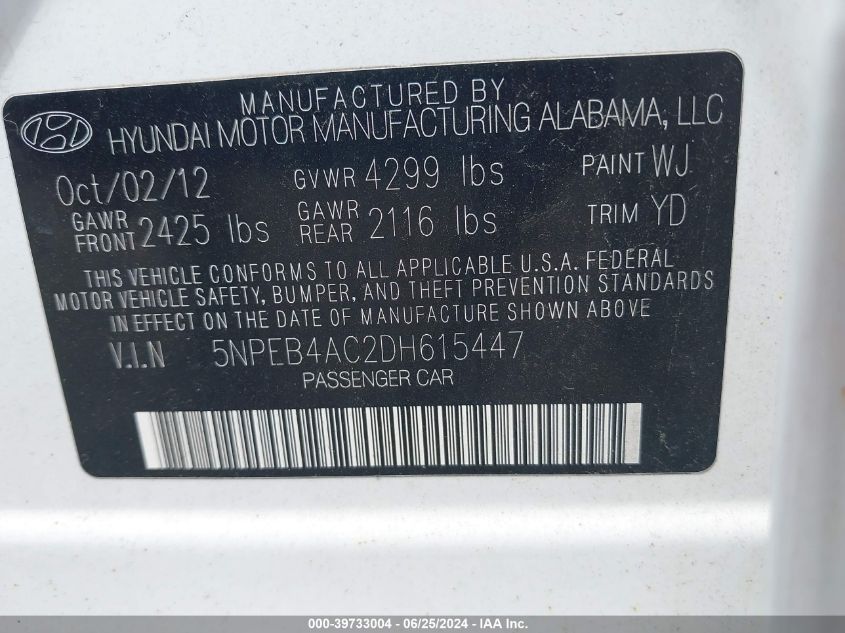 MANUFACTURED BY
HYUNDAI MOTOR MANUFACTURING ALABAMA, LLC
Oct/02/12 GVWR 4299 lbs PAINT WJ
GAWR FRONT 2425 lbs GAWR REAR 2116 lbs TRIM YD
THIS VEHICLE CONFORMS TO ALL APPLICABLE U.S.A. FEDERAL
MOTOR VEHICLE SAFETY, BUMPER, AND THEFT PREVENTION STANDARDS
IN EFFECT ON THE DATE OF MANUFACTURE SHOWN ABOVE
V.I.N 5NPEB4AC2DH615447
PASSENGER CAR
000-39733004 - 06/25/2024 - IAA Inc.